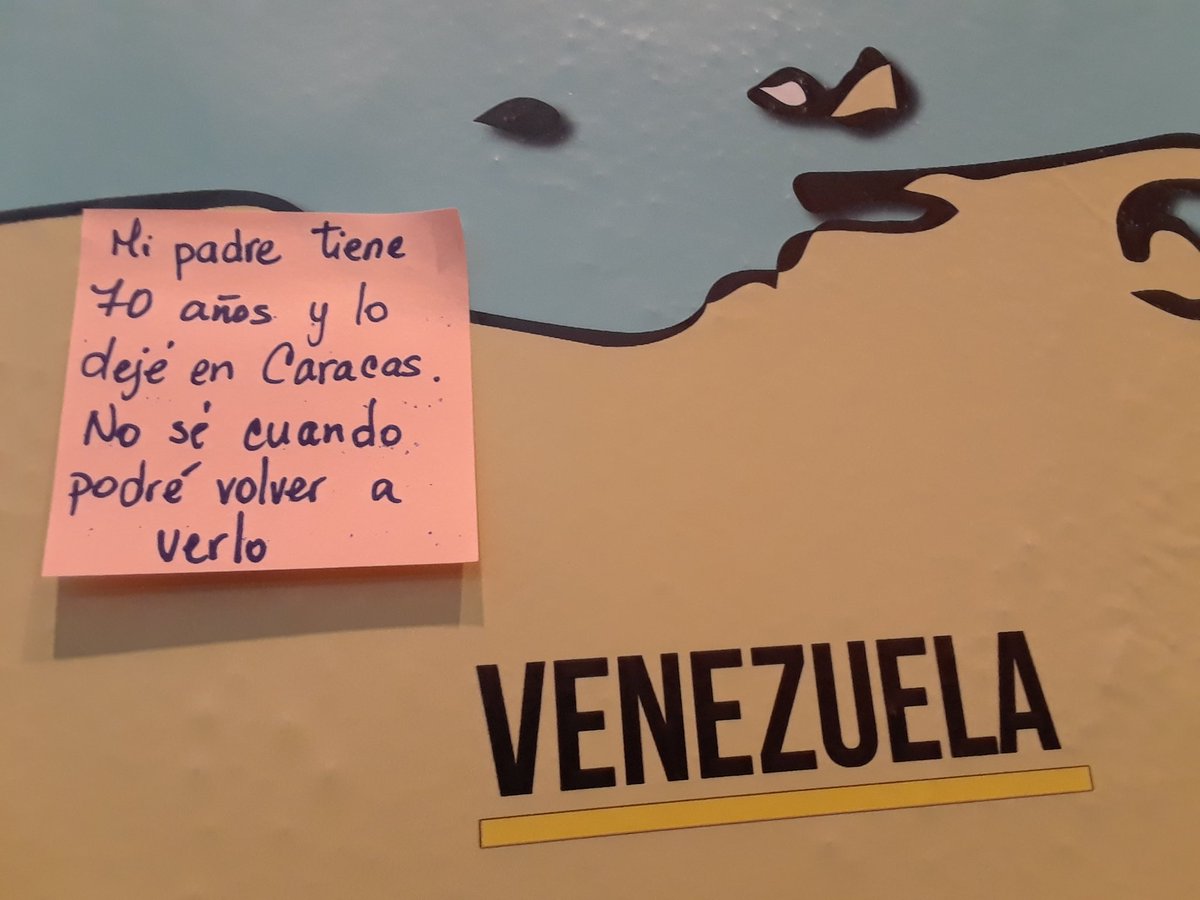 Mi padre tiene
70 años y lo
dejé en Caracas.
No sé cuando
podré volver a
verlo
VENEZUELA